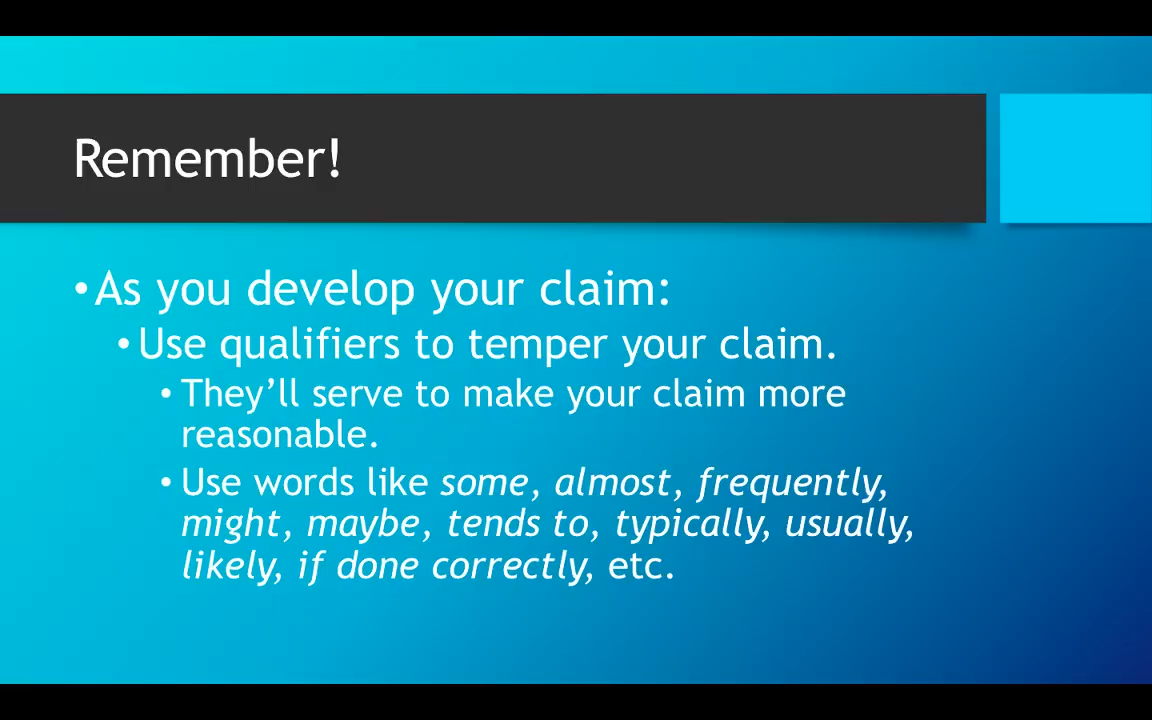 Remember!
•As you develop your claim:
•Use qualifiers to temper your claim.
•They’ll serve to make your claim more
reasonable.
•Use words like some, almost, frequently,
might, maybe, tends to, typically, usually,
likely, if done correctly, etc.